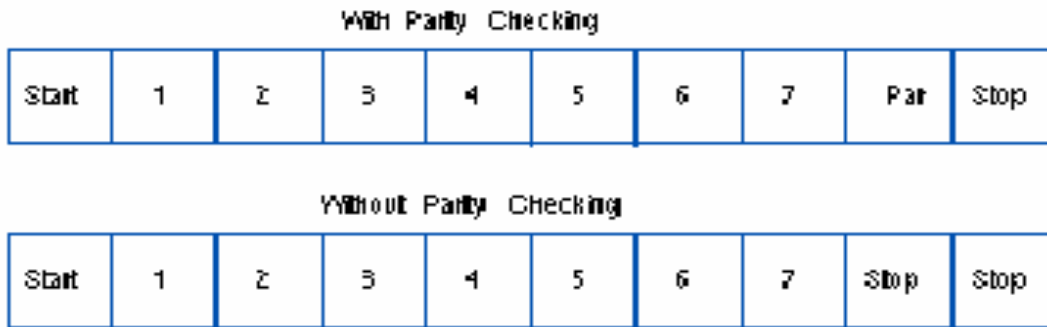 With Parity Checking
Start 1 2 3 4 5 6 7 Par Stop
Without Parity Checking
Start 1 2 3 4 5 6 7 Stop Stop